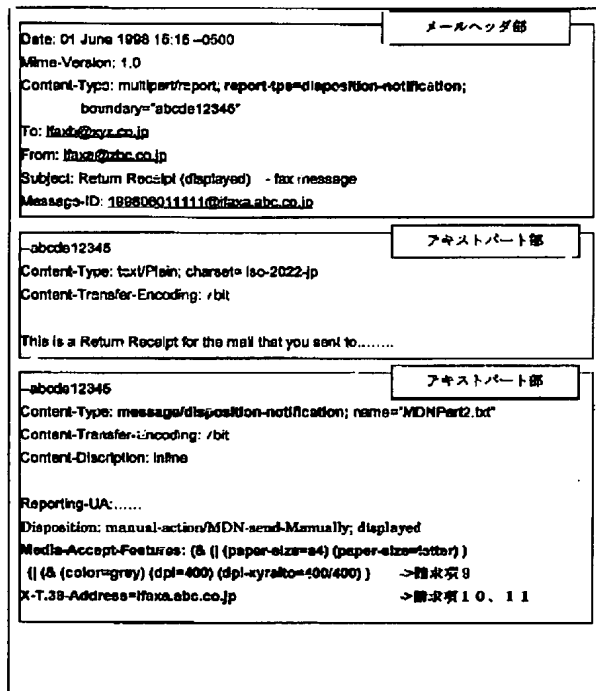 メールヘッダ部
Date: 01 June 1998 15:15 –0500
Mime-Version: 1.0
Content-Type: multipart/report; report-tpe=disposition-notification;
boundary="abcde12345"
To: ifaxb@xyz.co.jp
From: ifaxa@abc.co.jp
Subject: Return Receipt (displayed) - fax message
Message-ID: 199806011111@ifaxa.abc.co.jp
テキストパート部
–abcde12345
Content-Type: text/Plain; charset= iso-2022-jp
Content-Transfer-Encoding: 7bit
This is a Return Receipt for the mail that you sent to........
テキストパート部
–abcde12345
Content-Type: message/disposition-notification; name="MDNPart2.txt"
Content-Transfer-Encoding: 7bit
Content-Discription: Inline
Reporting-UA:......
Disposition: manual-action/MDN-send-Manually; displayed
Media-Accept-Features: (& (| (paper-size=a4) (paper-size=letter) )
(| (& (color=grey) (dpi=400) (dpi-xyraito=400/400) ) ->請求項9
X-T.38-Address=ifaxa.abc.co.jp ->請求項10、11